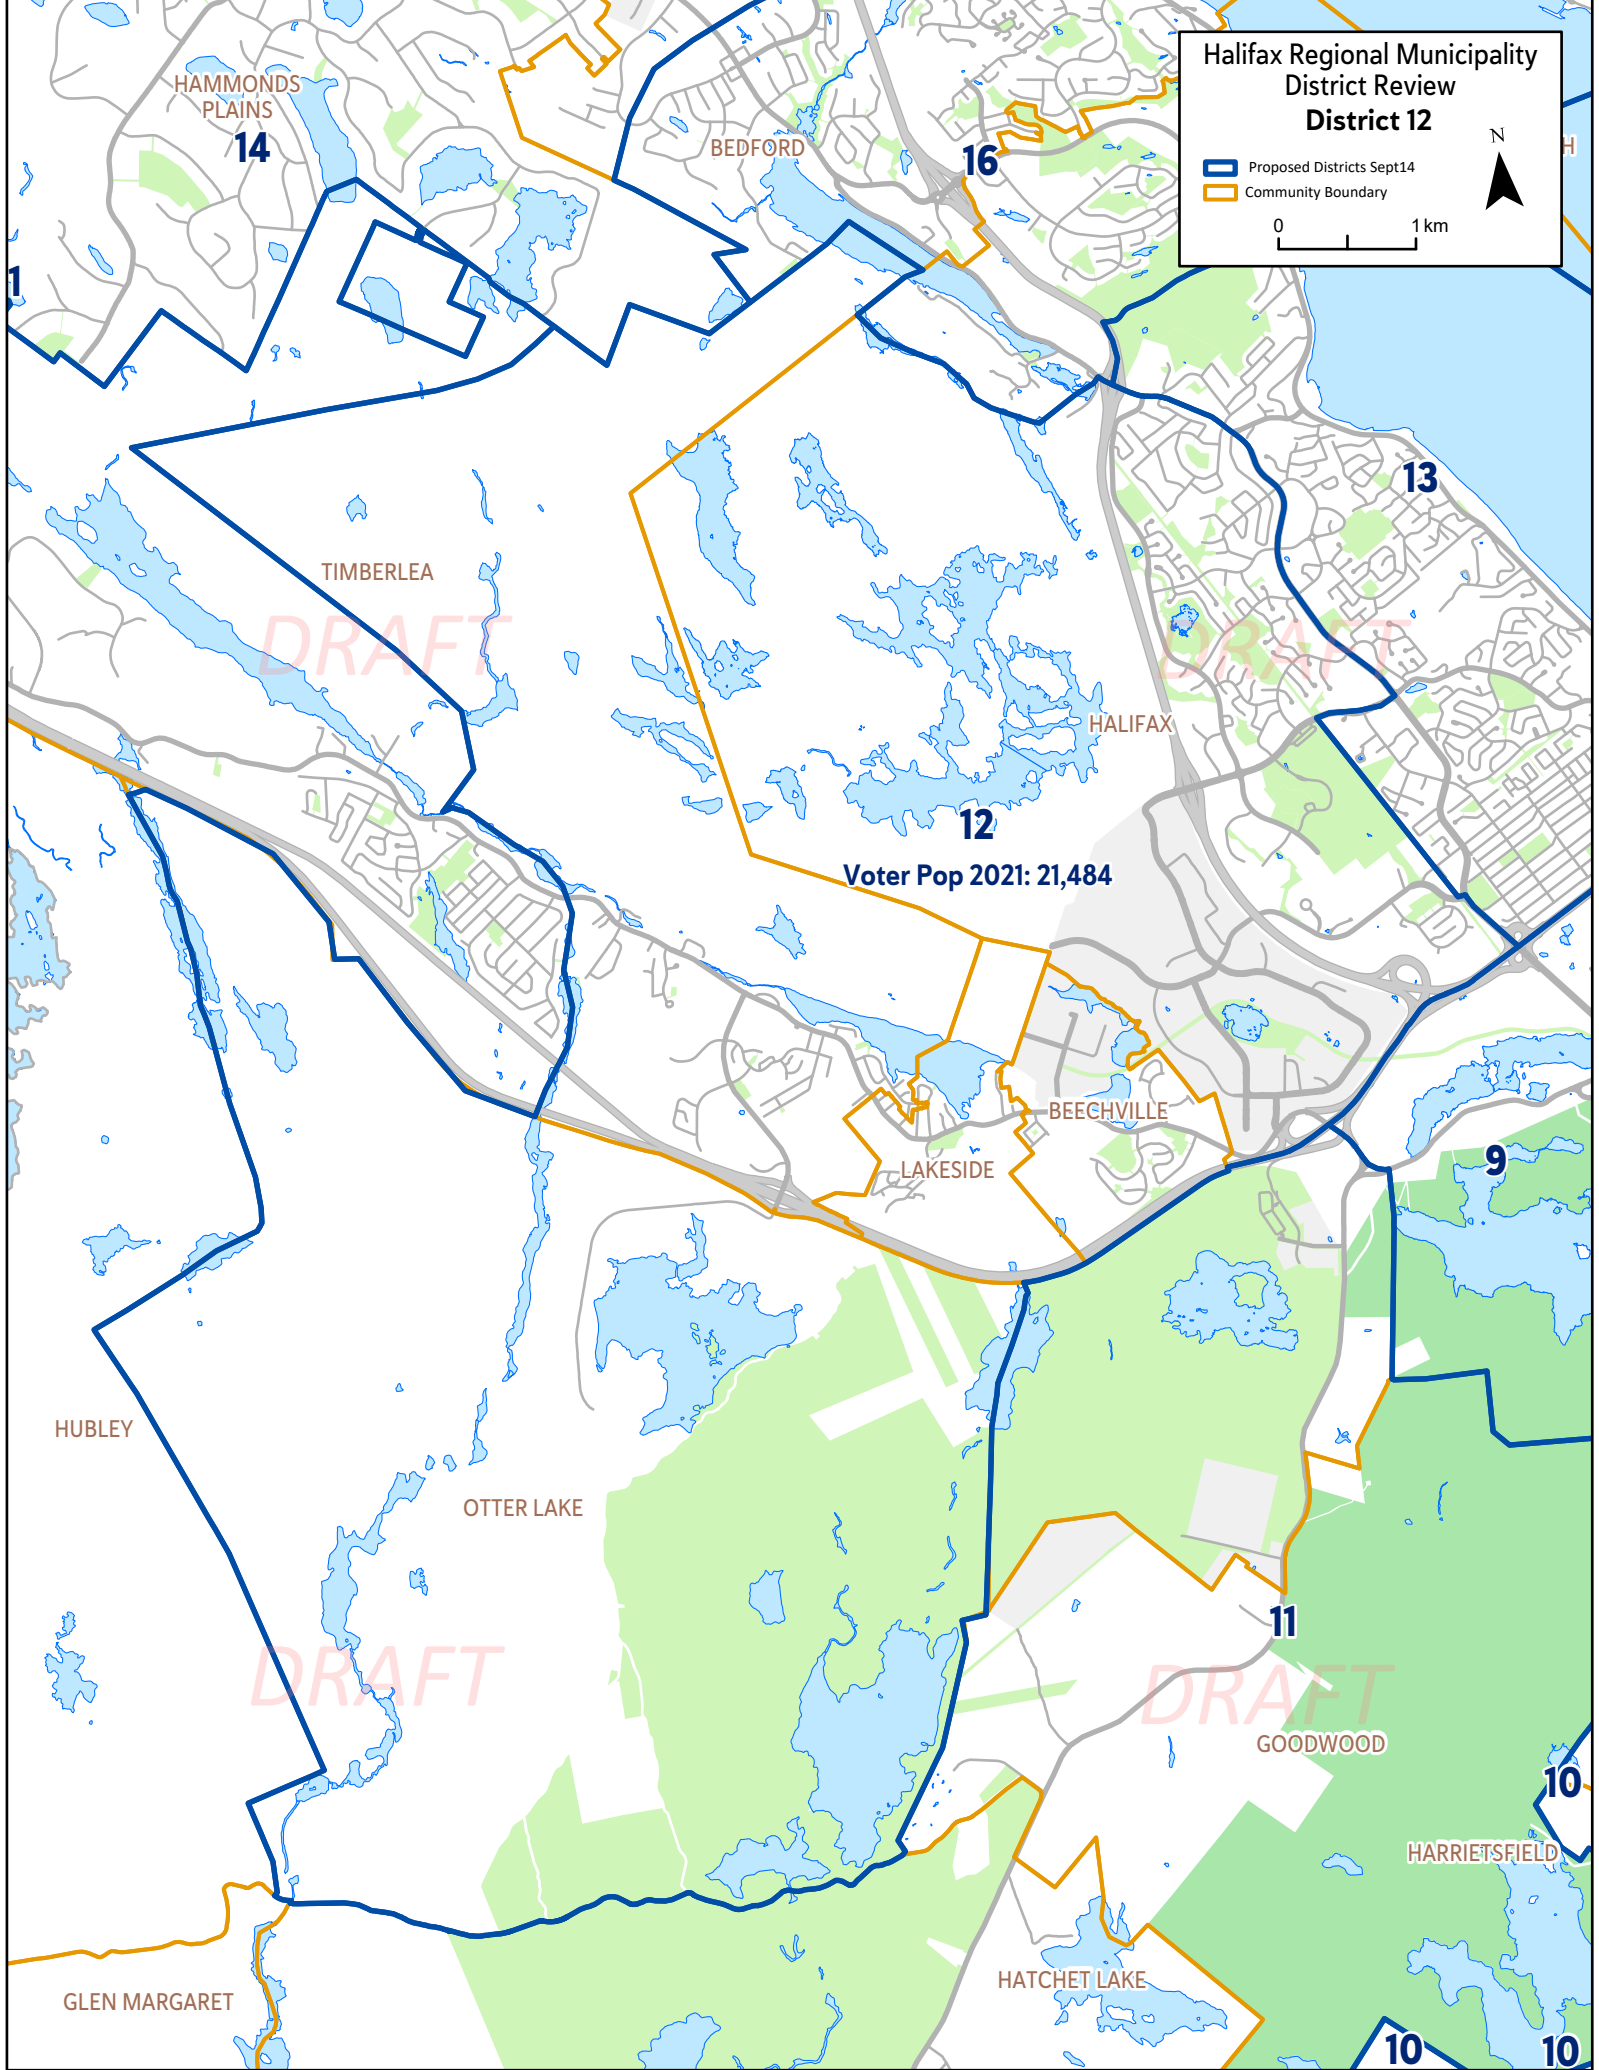 Halifax Regional Municipality
District Review
District 12
Proposed Districts Sept14
Community Boundary
0 1 km
N
H
HAMMONDS
PLAINS
14
BEDFORD
16
1
13
TIMBERLEA
DRAFT
DRAFT
HALIFAX
12
Voter Pop 2021: 21,484
BEECHVILLE
LAKESIDE
9
HUBLEY
OTTER LAKE
11
DRAFT
DRAFT
GOODWOOD
10
HARRIETSFIELD
HATCHET LAKE
GLEN MARGARET
10
10